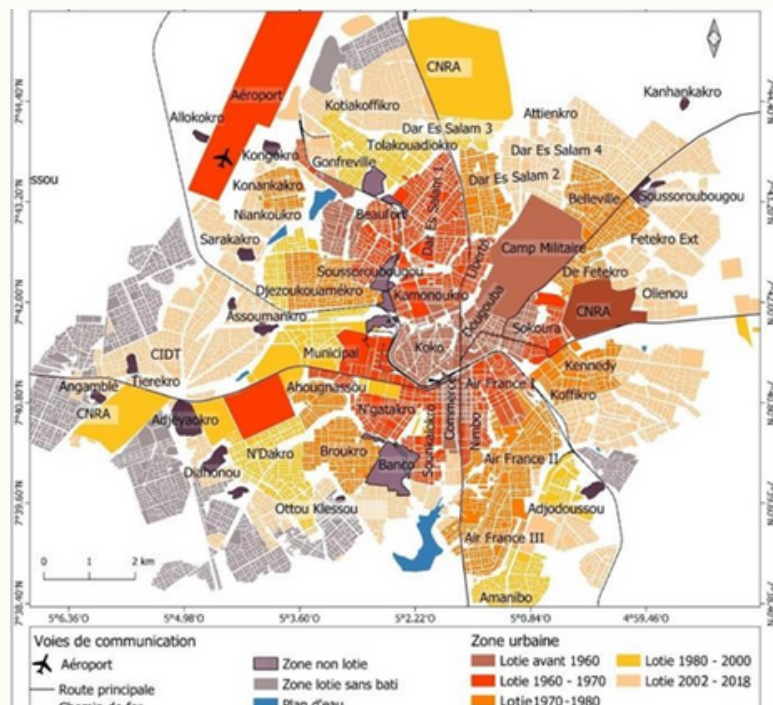 CNRA
Aéroport
Kotiakoffikro
Kanhankakro
Allokokro
Attienkro
Dar Es Salam 3
Tolakouadiokro
Kongokro
Gonfreville
Dar Es Salam 4
Konankakro
Dar Es Salam 2
ssou
Belleville
Soussoroubougou
Niankoukro
Beaufort
Dar Es Salam 1
Sarakakro
Liberté
Camp Militaire
Fetekro Ext
Soussoroubougou
De Fetekro
Djezoukouamékro
Kamonoukro
Olienou
Dougouba
CNRA
Assoumankro
Sokoura
CIDT
Municipal
Koko
Kennedy
Angamblé
Tierekro
Ahougnassou
Air France I
Koffikro
CNRA
Adjeyaokro
N'gatakro
Commerce
Nimbo
Sounkalokro
N'Dakro
Broukro
Banco
Air France II
Diahonou
Ottou Klessou
Adjodoussou
Air France III
Amanibo
7°44.40'N
7°43.20'N
7°42.00'N
7°40.80'N
7°39.60'N
7°38.40'N
0 1 2 km
5°6.36'O
5°4.98'O
5°3.60'O
5°2.22'O
5°0.84'O
4°59.46'O
Voies de communication
Aéroport
Route principale
Chemin de fer
Zone non lotie
Zone lotie sans bati
Plan d'eau
Zone urbaine
Lotie avant 1960
Lotie 1960 - 1970
Lotie1970 -1980
Lotie 1980 - 2000
Lotie 2002 - 2018